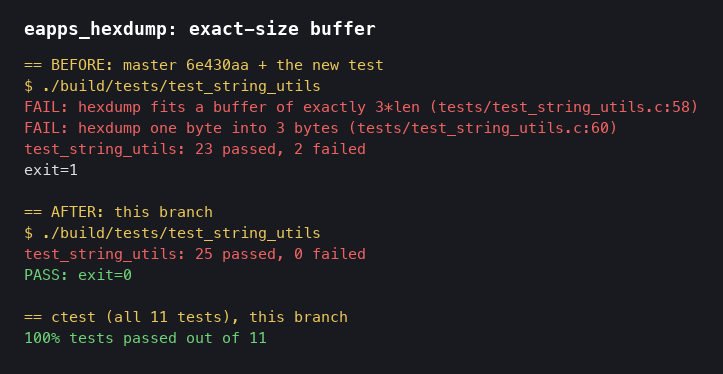 eapps_hexdump: exact-size buffer
== BEFORE: master 6e430aa + the new test
$ ./build/tests/test_string_utils
FAIL: hexdump fits a buffer of exactly 3*len (tests/test_string_utils.c:58)
FAIL: hexdump one byte into 3 bytes (tests/test_string_utils.c:60)
test_string_utils: 23 passed, 2 failed
exit=1
== AFTER: this branch
$ ./build/tests/test_string_utils
test_string_utils: 25 passed, 0 failed
PASS: exit=0
== ctest (all 11 tests), this branch
100% tests passed out of 11